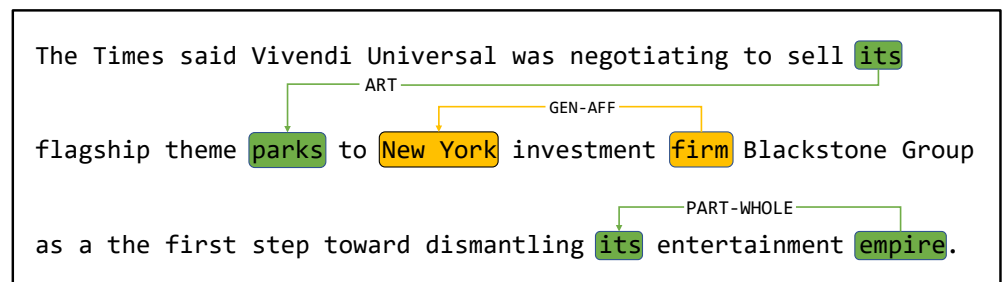 The Times said Vivendi Universal was negotiating to sell its
ART
GEN-AFF
flagship theme parks to New York investment firm Blackstone Group
PART-WHOLE
as a the first step toward dismantling its entertainment empire.